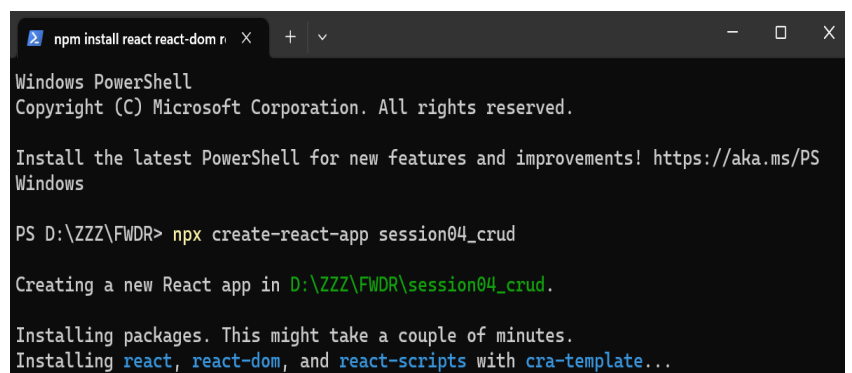 npm install react react-dom r
Windows PowerShell
Copyright (C) Microsoft Corporation. All rights reserved.
Install the latest PowerShell for new features and improvements! https://aka.ms/PS
Windows
PS D:\ZZZ\FWDR> npx create-react-app session04_crud
Creating a new React app in D:\ZZZ\FWDR\session04_crud.
Installing packages. This might take a couple of minutes.
Installing react, react-dom, and react-scripts with cra-template...